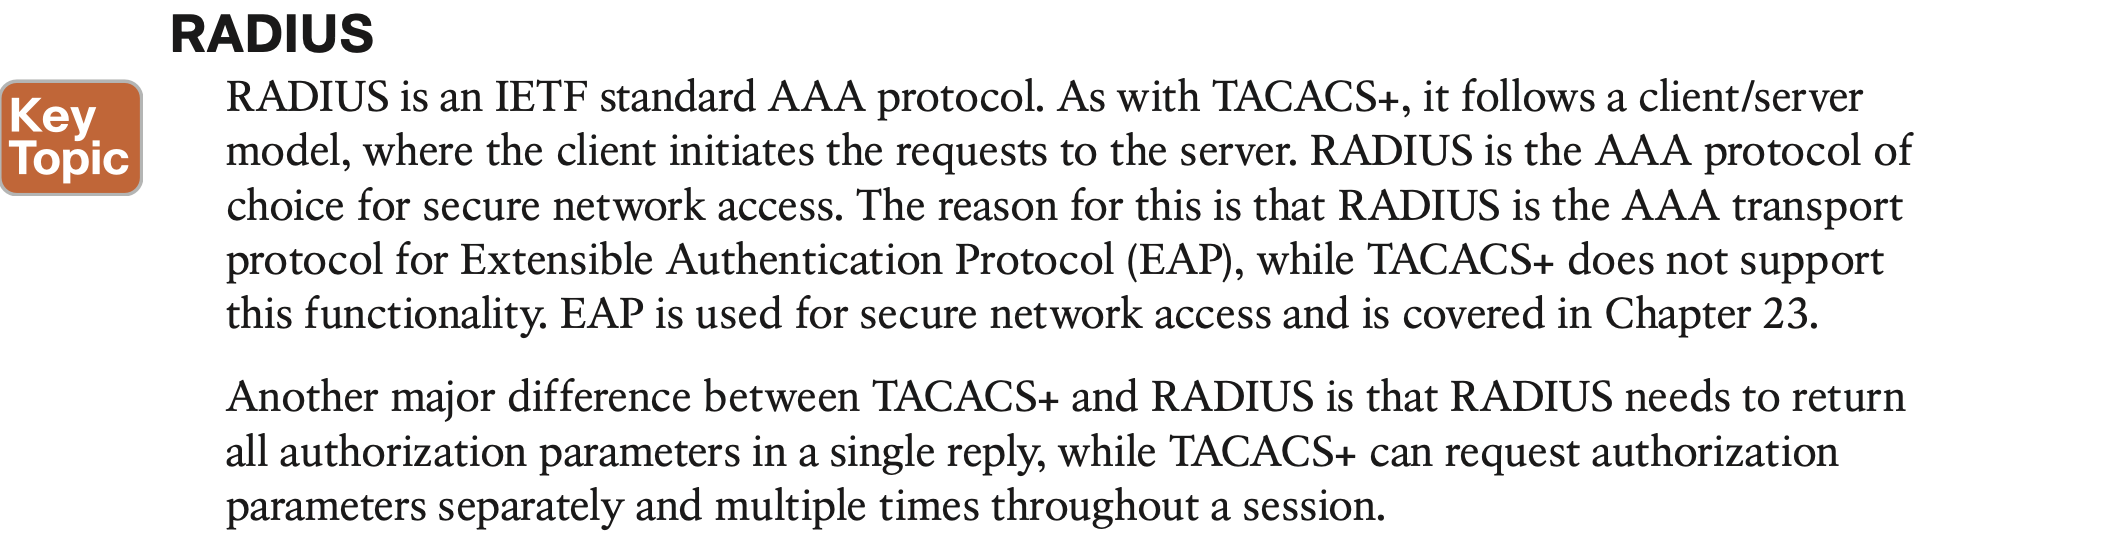 RADIUS
Key
Topic
RADIUS is an IETF standard AAA protocol. As with TACACS+, it follows a client/server
model, where the client initiates the requests to the server. RADIUS is the AAA protocol of
choice for secure network access. The reason for this is that RADIUS is the AAA transport
protocol for Extensible Authentication Protocol (EAP), while TACACS+ does not support
this functionality. EAP is used for secure network access and is covered in Chapter 23.
Another major difference between TACACS+ and RADIUS is that RADIUS needs to return
all authorization parameters in a single reply, while TACACS+ can request authorization
parameters separately and multiple times throughout a session.